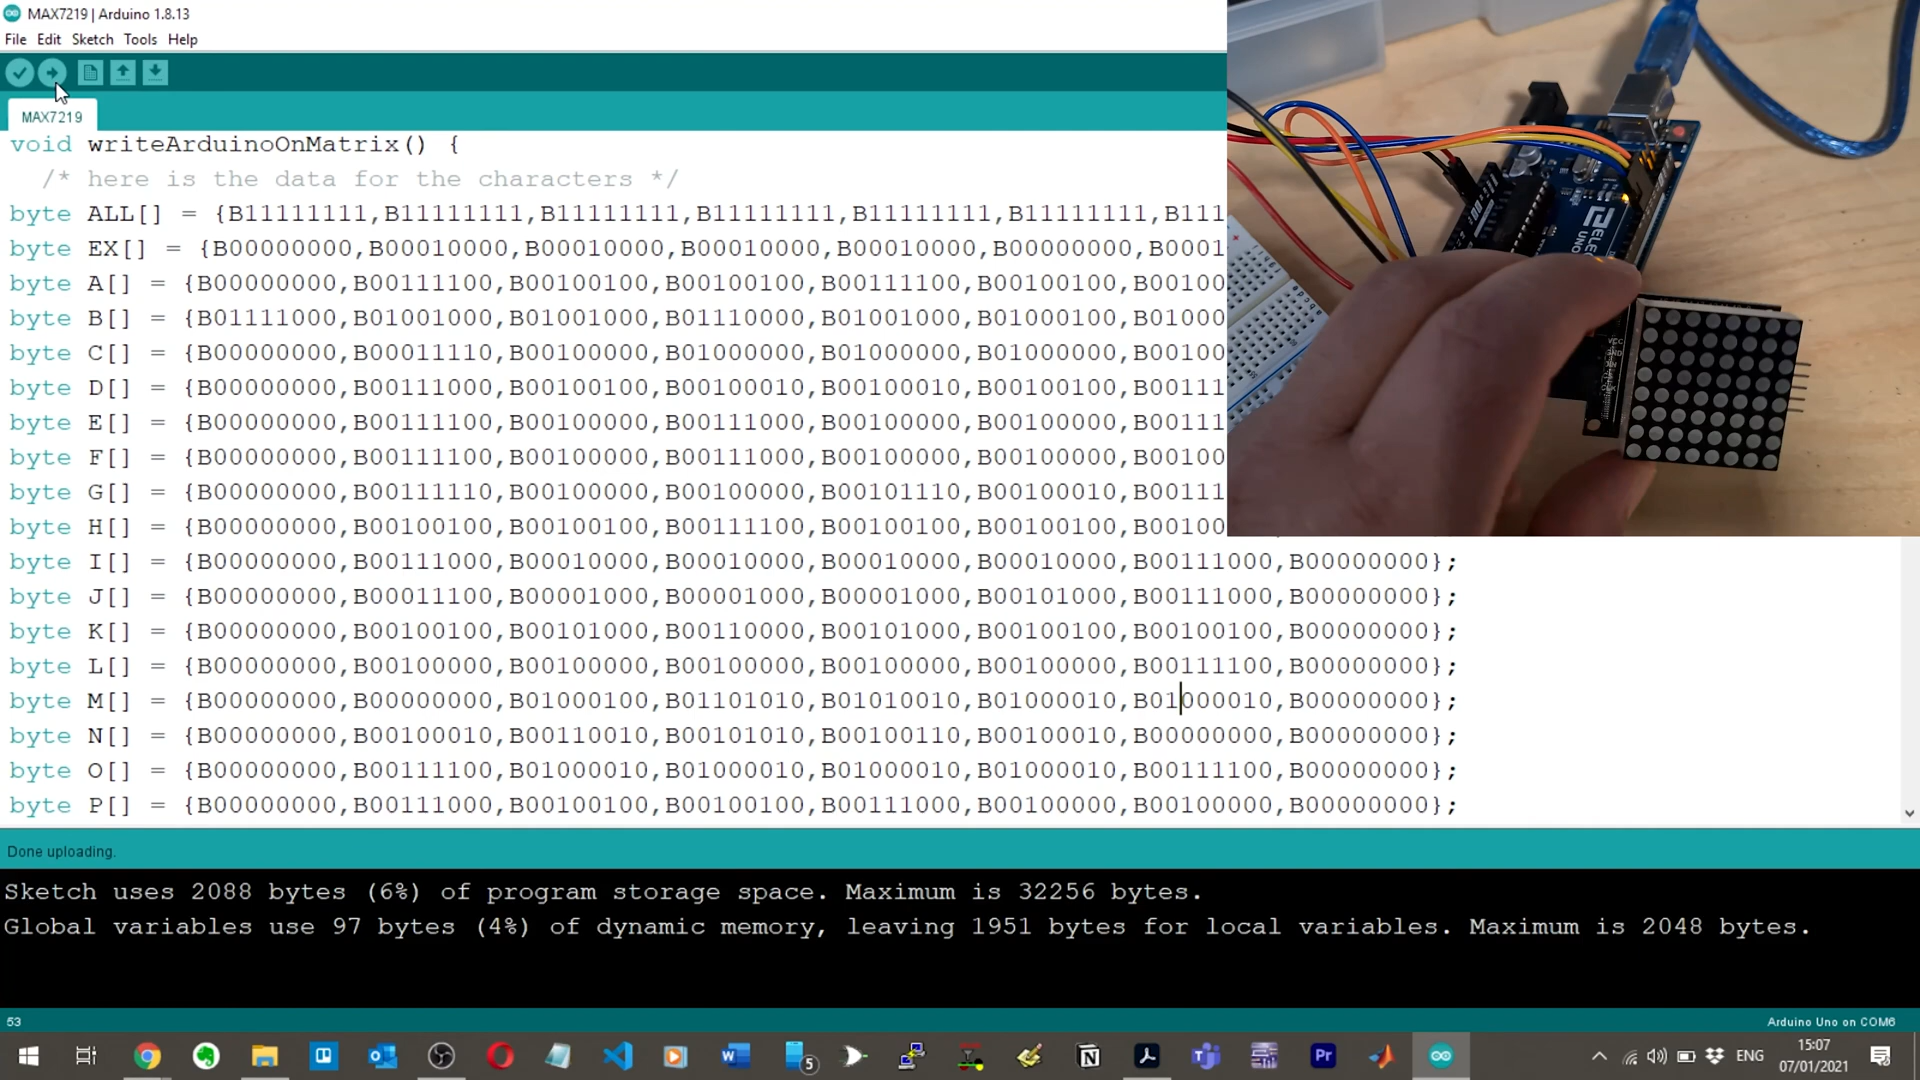 MAX7219 | Arduino 1.8.13
File Edit Sketch Tools Help
MAX7219
void writeArduinoOnMatrix() {
/* here is the data for the characters */
byte ALL[] = {B11111111,B11111111,B11111111,B11111111,B11111111,B11111111,B111
byte EX[] = {B00000000,B00010000,B00010000,B00010000,B00010000,B00000000,B0001
byte A[] = {B00000000,B00111100,B00100100,B00100100,B00111100,B00100100,B00100
byte B[] = {B01111000,B01001000,B01001000,B01110000,B01001000,B01000100,B01000
byte C[] = {B00000000,B00011110,B00100000,B01000000,B01000000,B01000000,B00100
byte D[] = {B00000000,B00111000,B00100100,B00100010,B00100010,B00100100,B00111
byte E[] = {B00000000,B00111100,B00100000,B00111000,B00100000,B00100000,B00111
byte F[] = {B00000000,B00111100,B00100000,B00111000,B00100000,B00100000,B00100
byte G[] = {B00000000,B00111110,B00100000,B00100000,B00101110,B00100010,B00111
byte H[] = {B00000000,B00100100,B00100100,B00111100,B00100100,B00100100,B00100
byte I[] = {B00000000,B00111000,B00010000,B00010000,B00010000,B00010000,B00111000,B00000000};
byte J[] = {B00000000,B00011100,B00001000,B00001000,B00001000,B00101000,B00111000,B00000000};
byte K[] = {B00000000,B00100100,B00101000,B00110000,B00101000,B00100100,B00100100,B00000000};
byte L[] = {B00000000,B00100000,B00100000,B00100000,B00100000,B00100000,B00111100,B00000000};
byte M[] = {B00000000,B00000000,B01000100,B01101010,B01010010,B01000010,B01000010,B00000000};
byte N[] = {B00000000,B00100010,B00110010,B00101010,B00100110,B00100010,B00000000,B00000000};
byte O[] = {B00000000,B00111100,B01000010,B01000010,B01000010,B01000010,B00111100,B00000000};
byte P[] = {B00000000,B00111000,B00100100,B00100100,B00111000,B00100000,B00100000,B00000000};
UNO
VCC
GND
Done uploading.
Sketch uses 2088 bytes (6%) of program storage space. Maximum is 32256 bytes.
Global variables use 97 bytes (4%) of dynamic memory, leaving 1951 bytes for local variables. Maximum is 2048 bytes.
53
Arduino Uno on COM6
5
N
Pr
ENG
15:07
07/01/2021